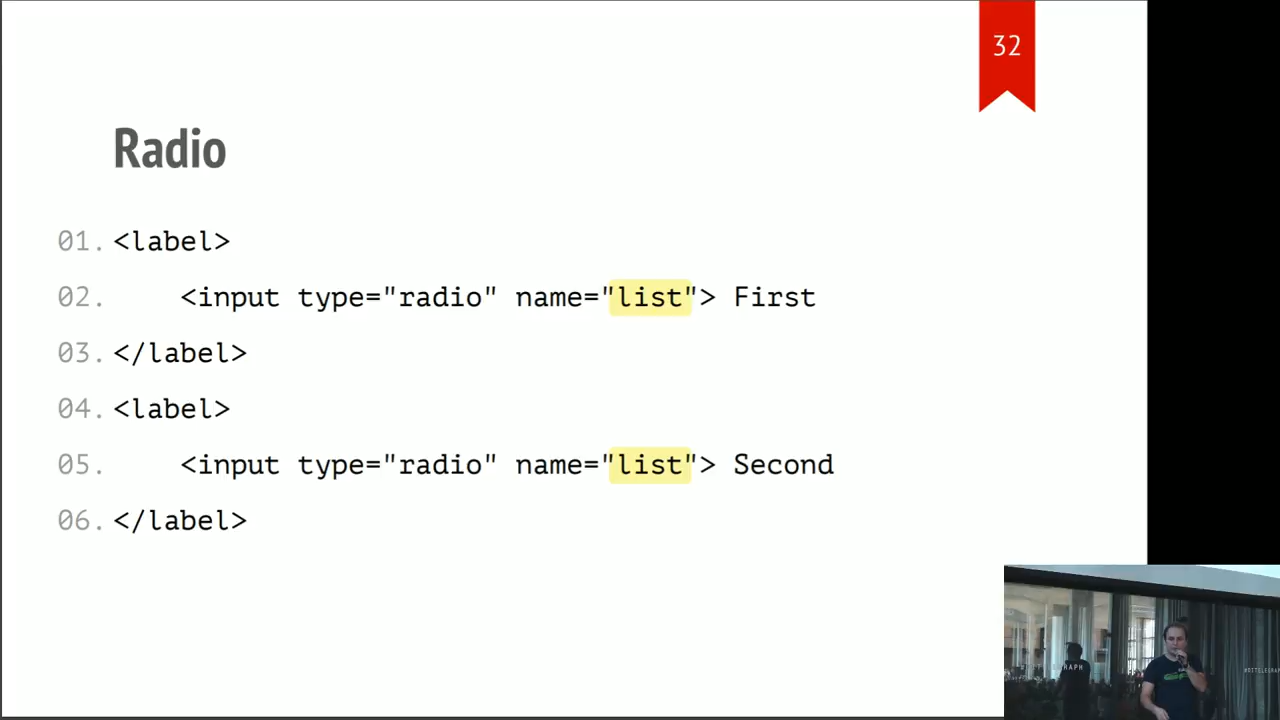 32
Radio
01. <label>
02. <input type="radio" name="list"> First
03. </label>
04. <label>
05. <input type="radio" name="list"> Second
06. </label>